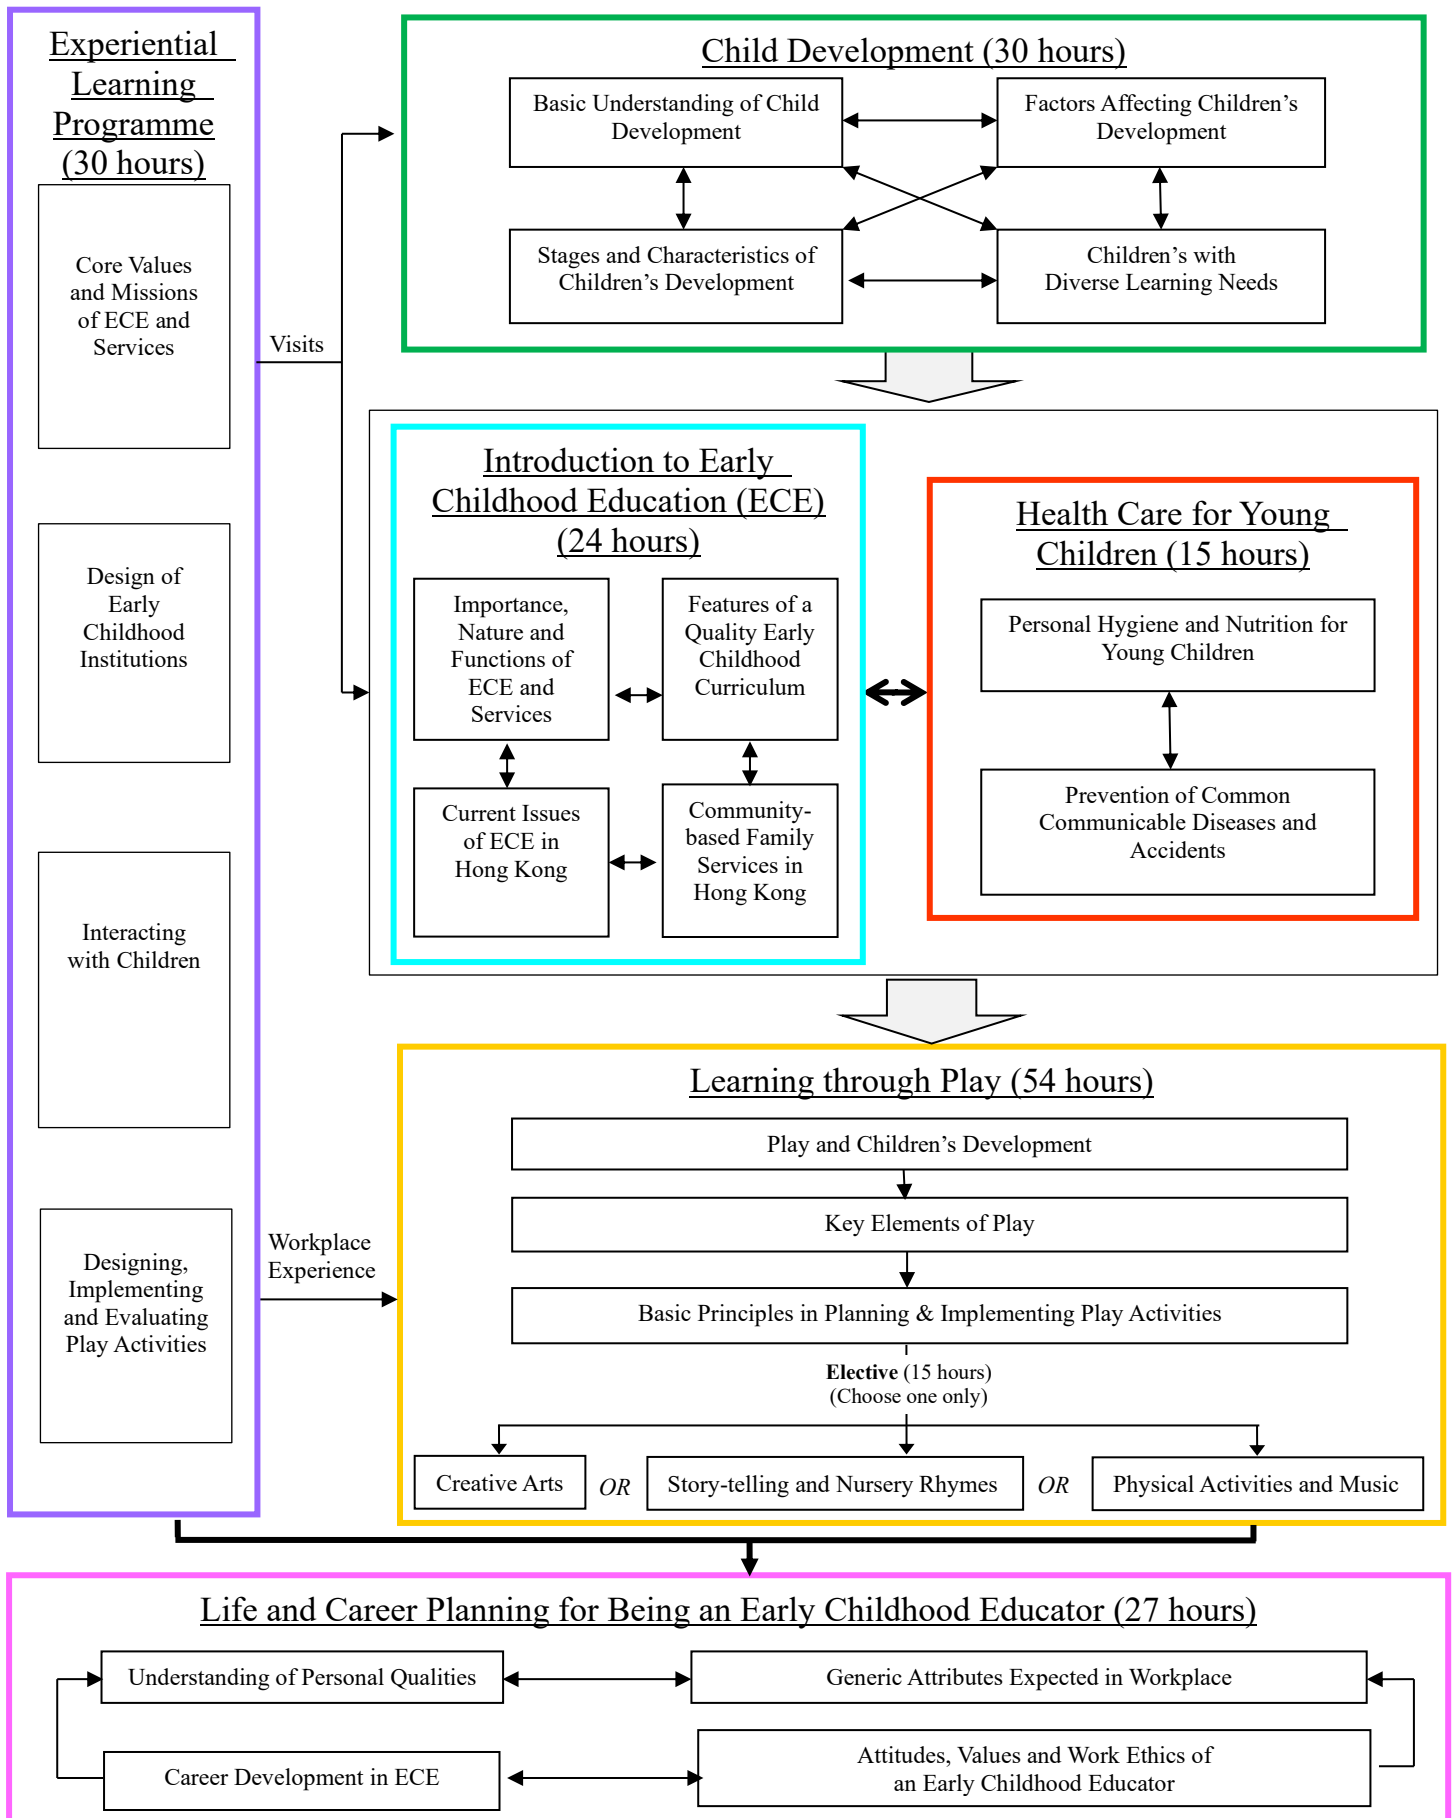 Experiential
Learning
Programme
(30 hours)
Core Values
and Missions
of ECE and
Services
Design of
Early
Childhood
Institutions
Interacting
with Children
Designing,
Implementing
and Evaluating
Play Activities
Visits
Workplace
Experience
Child Development (30 hours)
Basic Understanding of Child
Development
Factors Affecting Children’s
Development
Stages and Characteristics of
Children’s Development
Children’s with
Diverse Learning Needs
Introduction to Early
Childhood Education (ECE)
(24 hours)
Importance,
Nature and
Functions of
ECE and
Services
Features of a
Quality Early
Childhood
Curriculum
Current Issues
of ECE in
Hong Kong
Community-
based Family
Services in
Hong Kong
Health Care for Young
Children (15 hours)
Personal Hygiene and Nutrition for
Young Children
Prevention of Common
Communicable Diseases and
Accidents
Learning through Play (54 hours)
Play and Children’s Development
Key Elements of Play
Basic Principles in Planning & Implementing Play Activities
Elective (15 hours)
(Choose one only)
Creative Arts OR Story-telling and Nursery Rhymes OR Physical Activities and Music
Life and Career Planning for Being an Early Childhood Educator (27 hours)
Understanding of Personal Qualities
Generic Attributes Expected in Workplace
Career Development in ECE
Attitudes, Values and Work Ethics of
an Early Childhood Educator